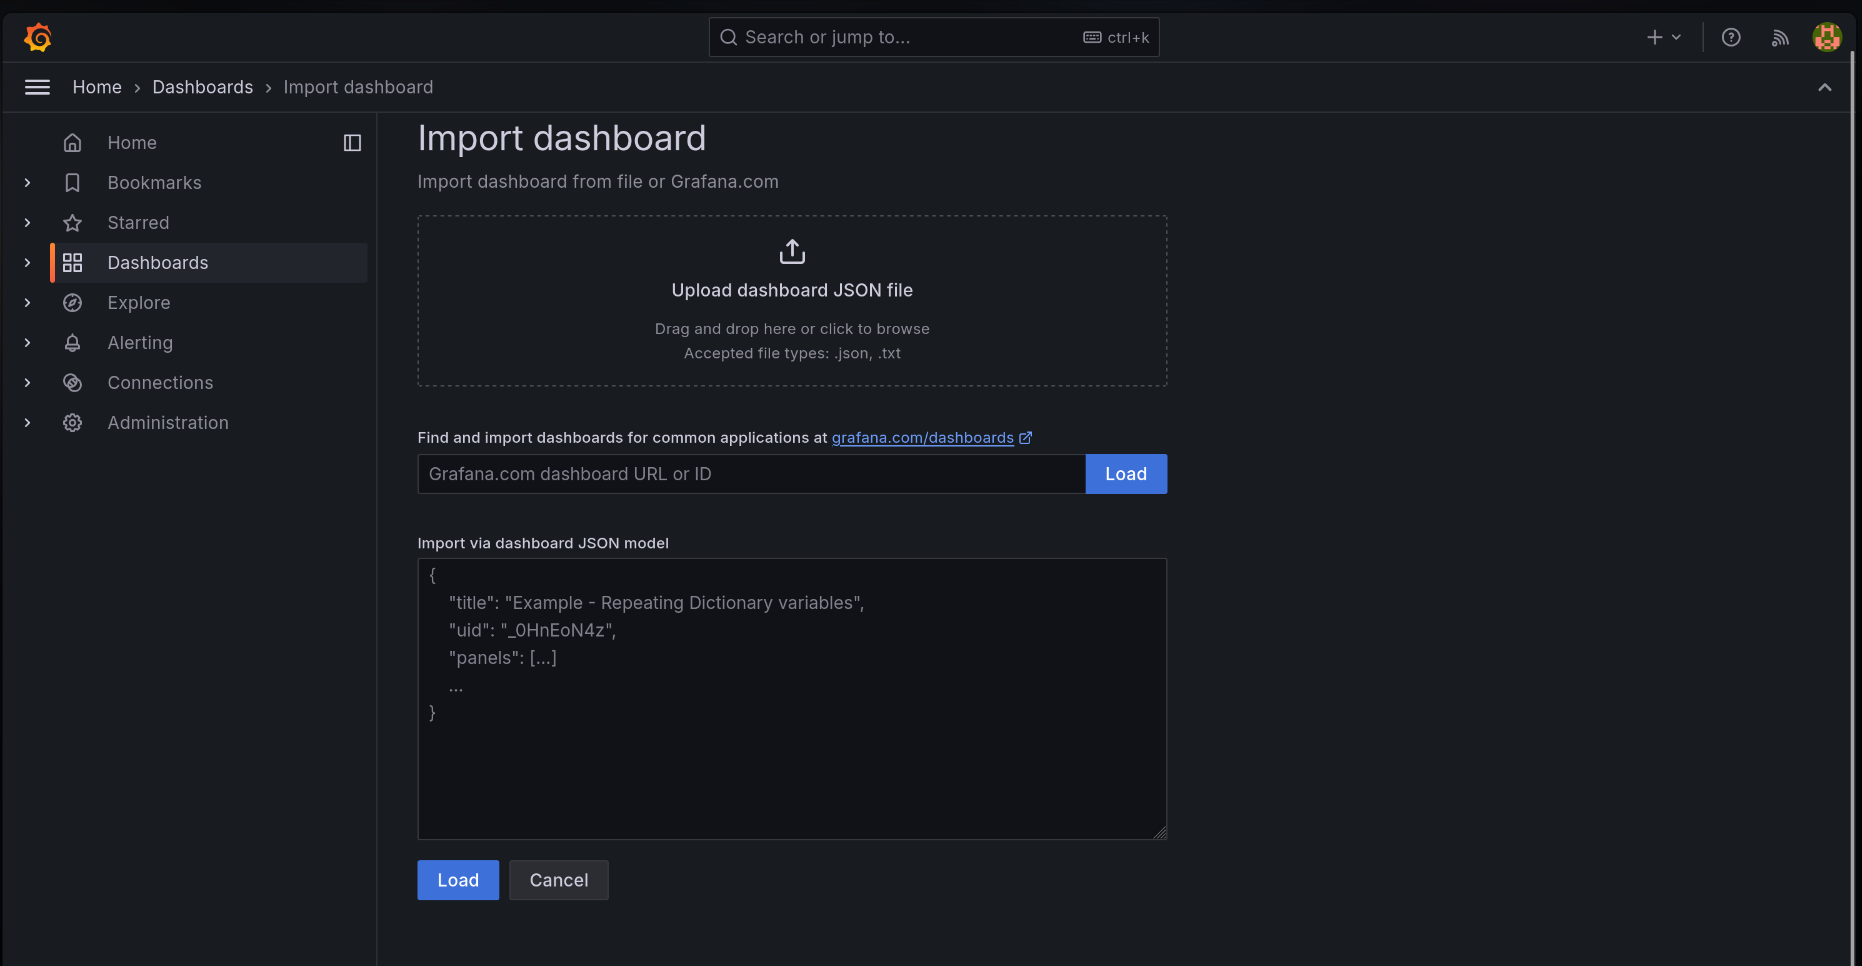 Search or jump to...
ctrl+k
Home
Dashboards
Import dashboard
Home
Bookmarks
Starred
Dashboards
Explore
Alerting
Connections
Administration
Import dashboard
Import dashboard from file or Grafana.com
Upload dashboard JSON file
Drag and drop here or click to browse
Accepted file types: .json, .txt
Find and import dashboards for common applications at grafana.com/dashboards
Grafana.com dashboard URL or ID
Load
Import via dashboard JSON model
{
"title": "Example - Repeating Dictionary variables",
"uid": "_0HnEoN4z",
"panels": [...]
...
}
Load
Cancel